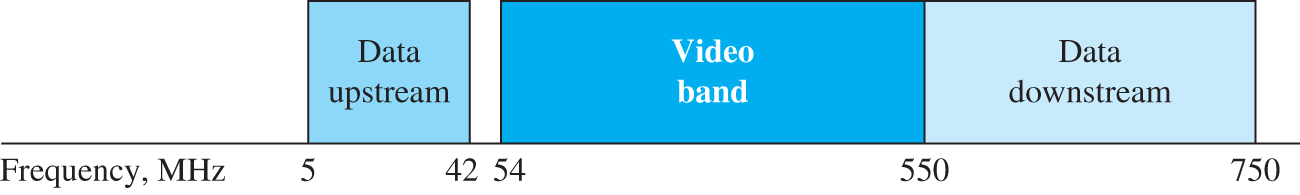 Data
upstream
Video
band
Data
downstream
Frequency, MHz 5 42 54 550 750